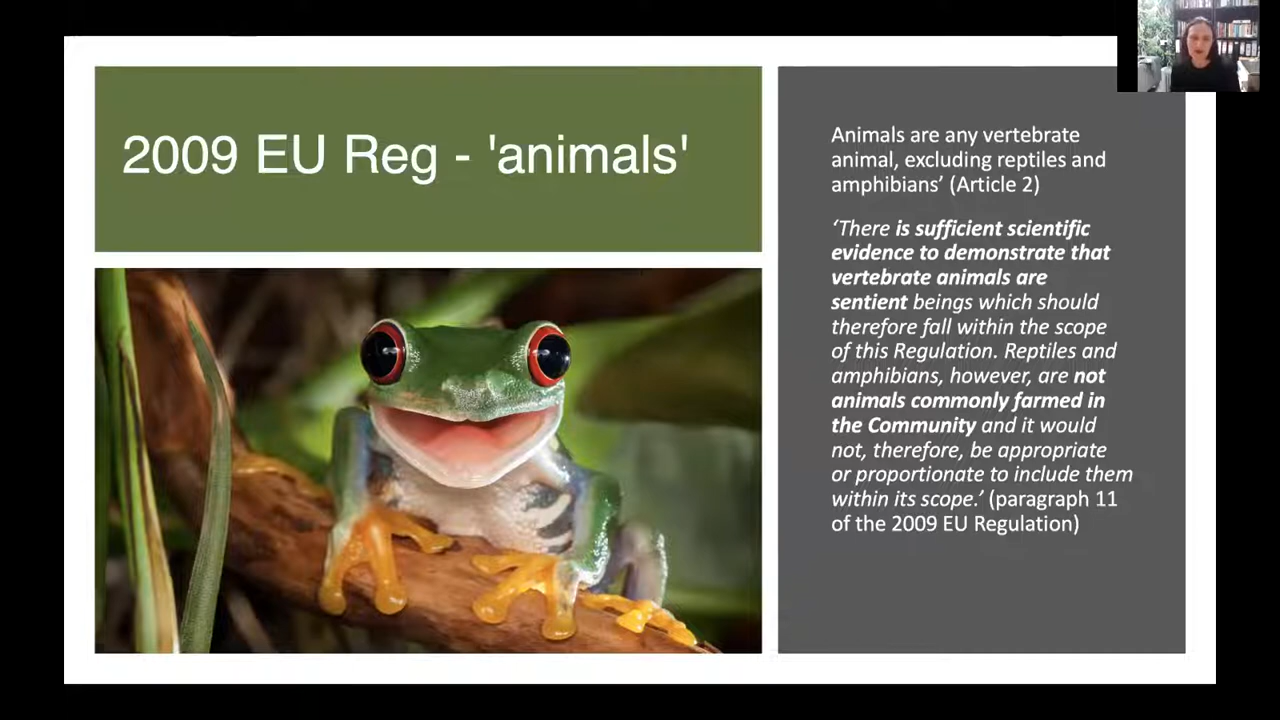 2009 EU Reg - 'animals'
Animals are any vertebrate
animal, excluding reptiles and
amphibians’ (Article 2)
‘There is sufficient scientific
evidence to demonstrate that
vertebrate animals are
sentient beings which should
therefore fall within the scope
of this Regulation. Reptiles and
amphibians, however, are not
animals commonly farmed in
the Community and it would
not, therefore, be appropriate
or proportionate to include them
within its scope.’ (paragraph 11
of the 2009 EU Regulation)